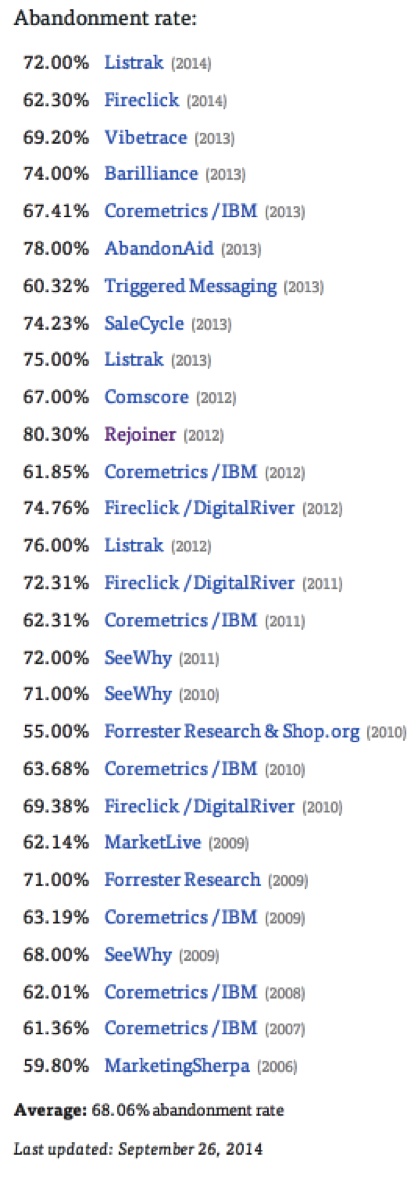 Abandonment rate:
72.00% Listrak (2014)
62.30% Fireclick (2014)
69.20% Vibetrace (2013)
74.00% Barilliance (2013)
67.41% Coremetrics / IBM (2013)
78.00% AbandonAid (2013)
60.32% Triggered Messaging (2013)
74.23% SaleCycle (2013)
75.00% Listrak (2013)
67.00% Comscore (2012)
80.30% Rejoiner (2012)
61.85% Coremetrics / IBM (2012)
74.76% Fireclick / DigitalRiver (2012)
76.00% Listrak (2012)
72.31% Fireclick / DigitalRiver (2011)
62.31% Coremetrics / IBM (2011)
72.00% SeeWhy (2011)
71.00% SeeWhy (2010)
55.00% Forrester Research & Shop.org (2010)
63.68% Coremetrics / IBM (2010)
69.38% Fireclick / DigitalRiver (2010)
62.14% MarketLive (2009)
71.00% Forrester Research (2009)
63.19% Coremetrics / IBM (2009)
68.00% SeeWhy (2009)
62.01% Coremetrics / IBM (2008)
61.36% Coremetrics / IBM (2007)
59.80% MarketingSherpa (2006)
Average: 68.06% abandonment rate
Last updated: September 26, 2014